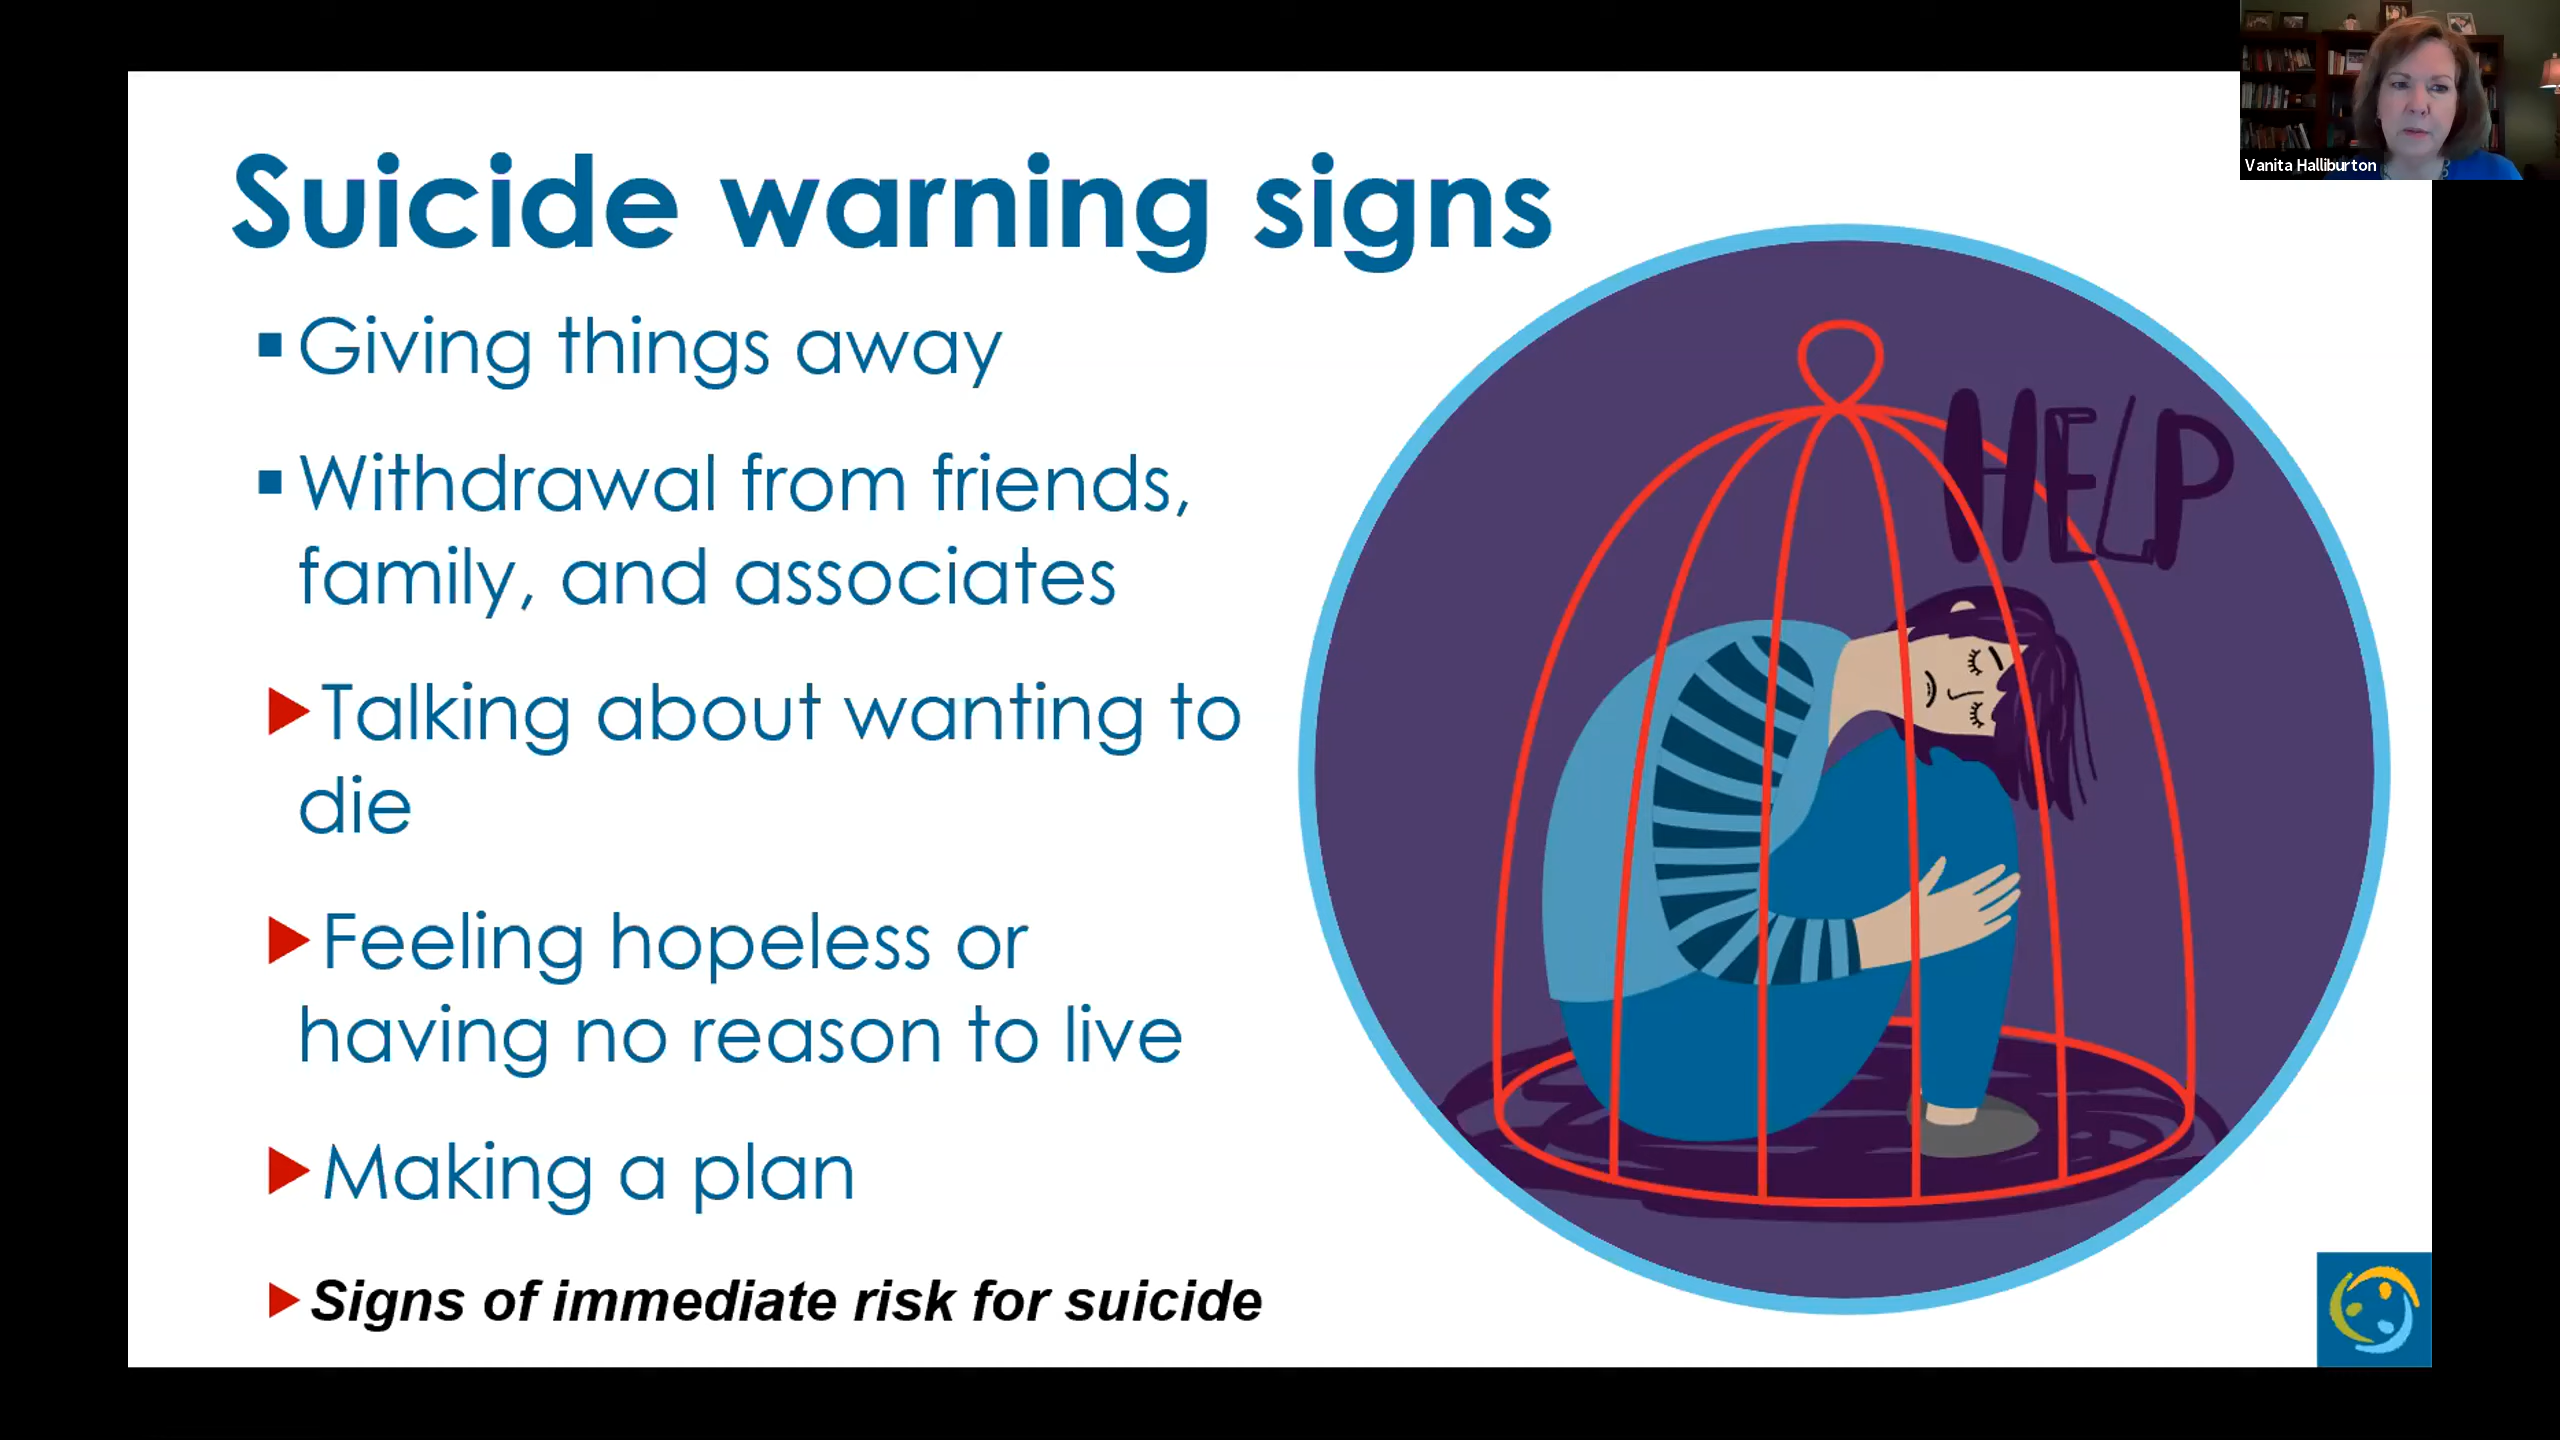 Vanita Halliburton
Suicide warning signs
Giving things away
Withdrawal from friends,
family, and associates
Talking about wanting to
die
Feeling hopeless or
having no reason to live
Making a plan
Signs of immediate risk for suicide
HELP